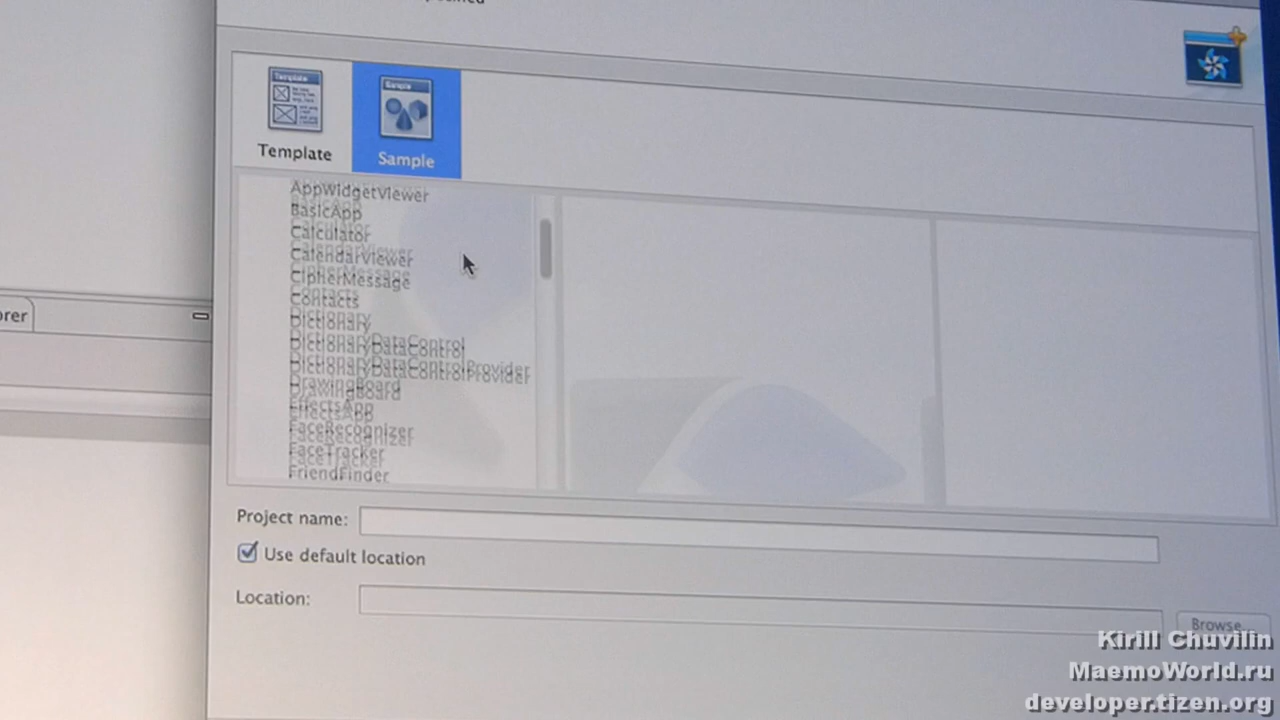 Template
Sample
AppWidgetViewer
BasicApp
Calculator
CalendarViewer
CipherMessage
Contacts
Dictionary
DictionaryDataControl
DictionaryDataControlProvider
DrawingBoard
EffectsApp
FaceRecognizer
FaceTracker
FriendFinder
orer
Project name:
Use default location
Location:
Browse...
Kirill Chuvilin
MaemoWorld.ru
developer.tizen.org